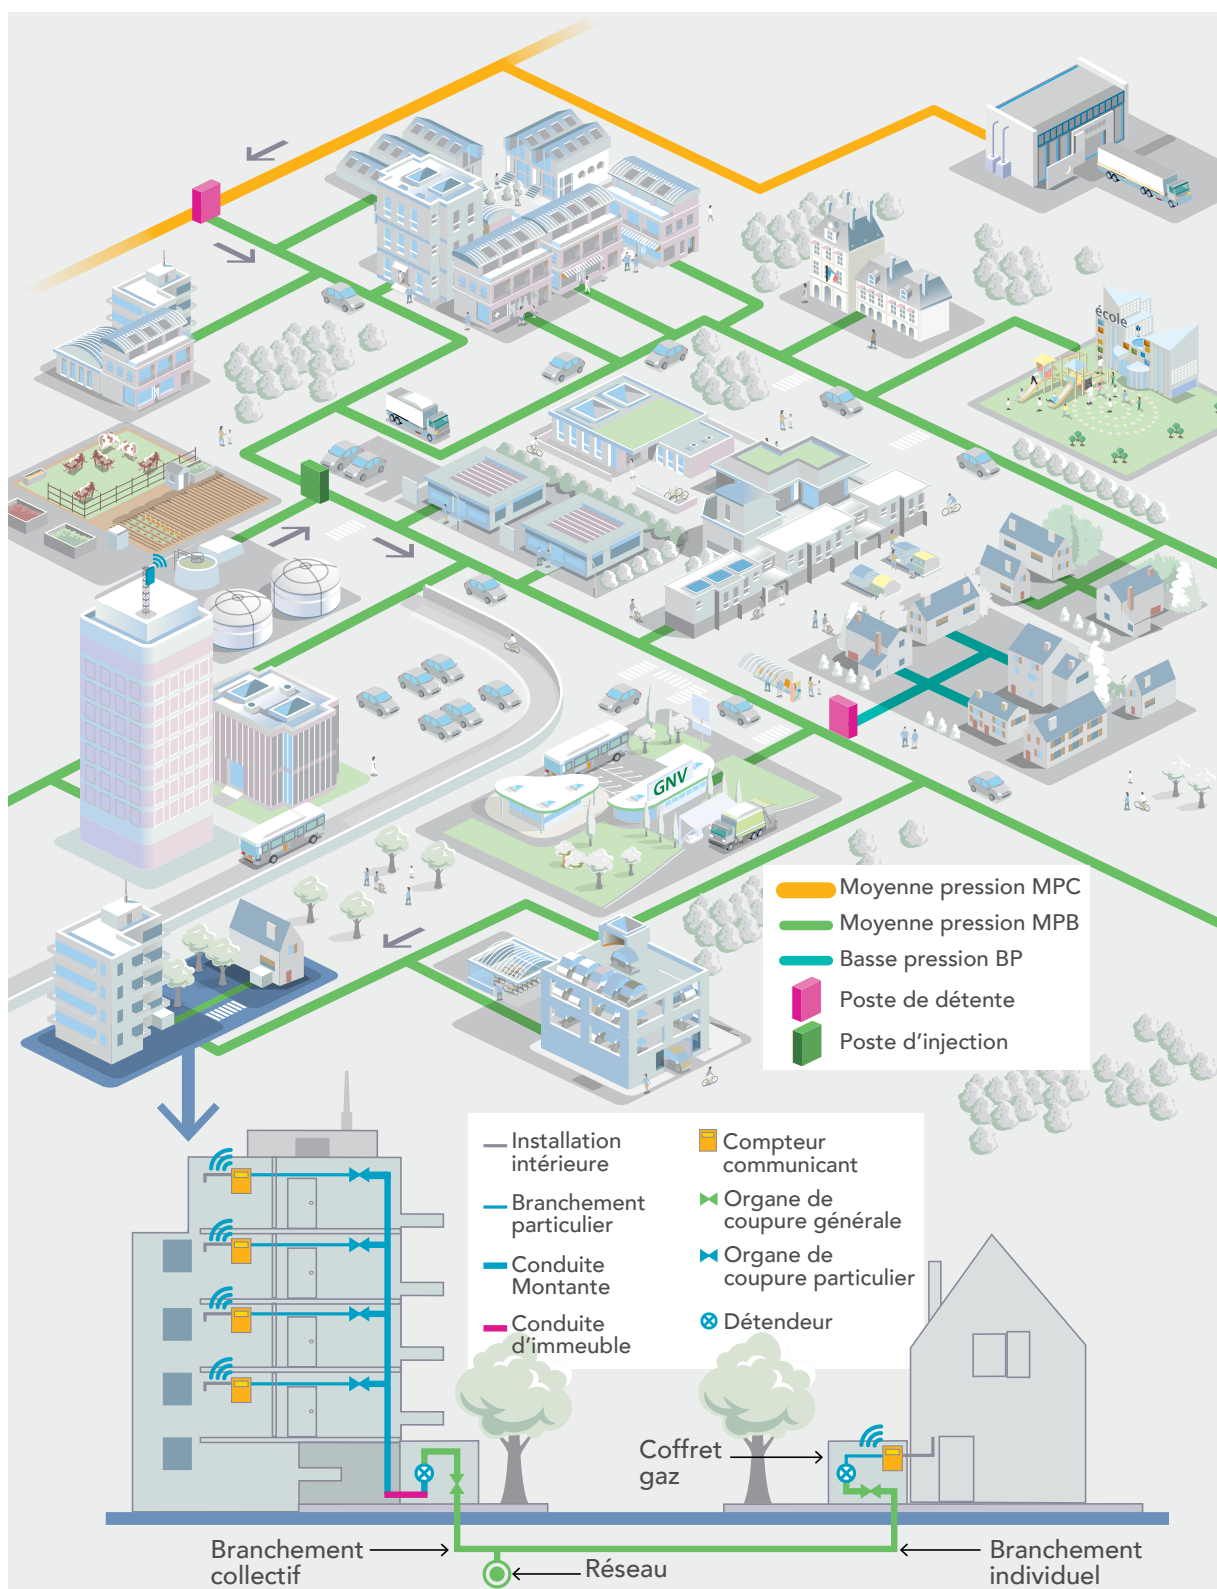 école
GNV
Moyenne pression MPC
Moyenne pression MPB
Basse pression BP
Poste de détente
Poste d'injection
Installation
intérieure
Branchement
particulier
Conduite
Montante
Conduite
d'immeuble
Compteur
communicant
Organe de
coupure générale
Organe de
coupure particulier
Détendeur
Coffret
gaz
Branchement
collectif
Réseau
Branchement
individuel